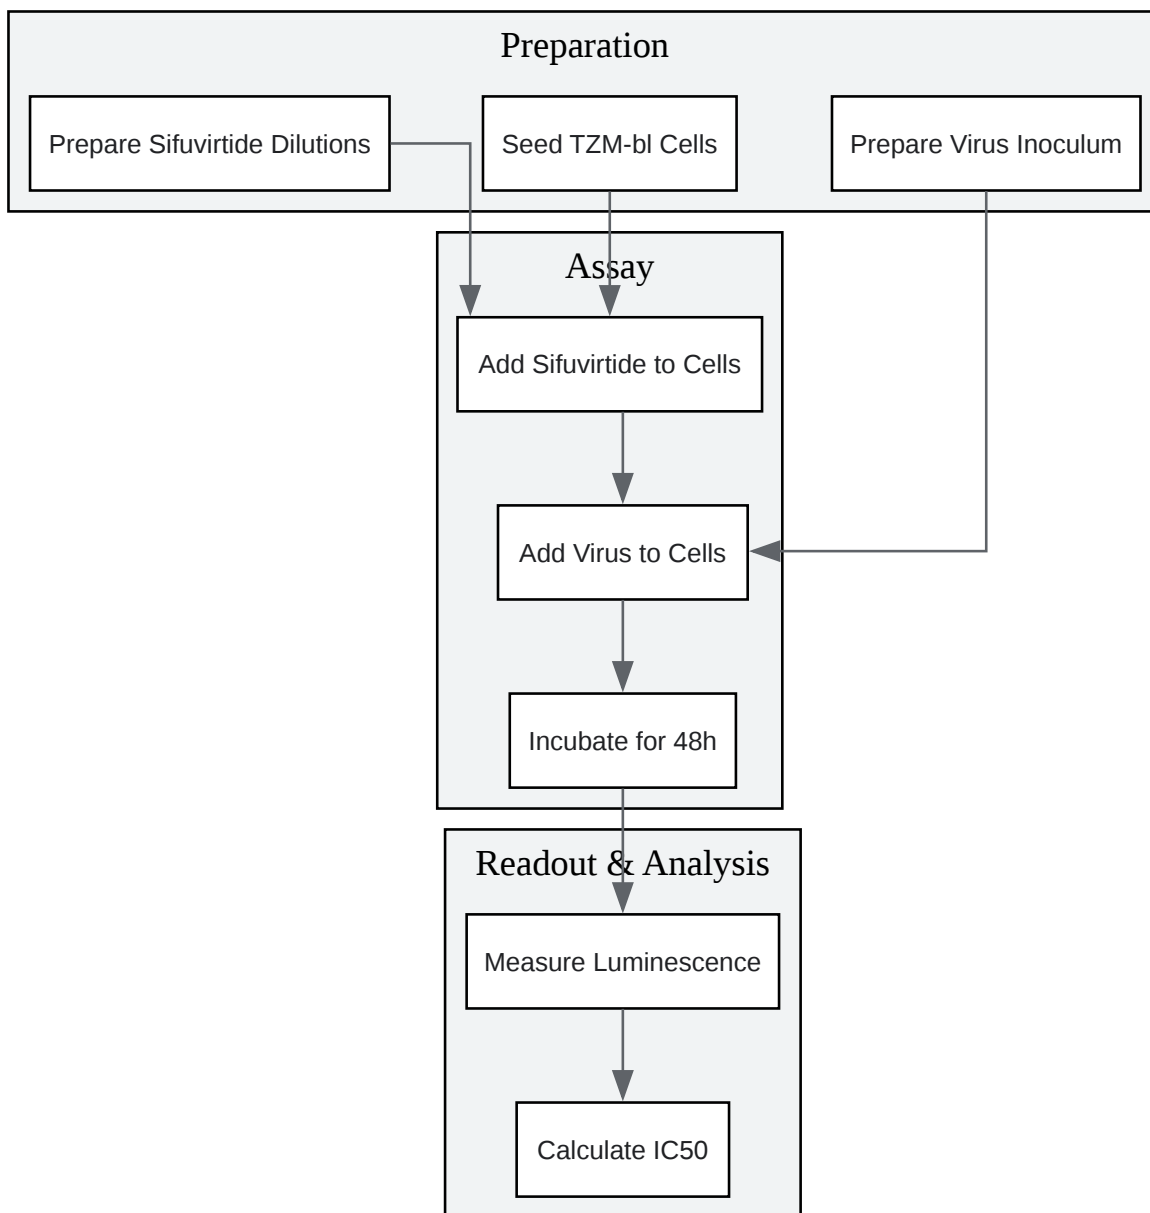 Preparation
Prepare Sifuvirtide Dilutions
Seed TZM-bl Cells
Prepare Virus Inoculum
Assay
Add Sifuvirtide to Cells
Add Virus to Cells
Incubate for 48h
Readout & Analysis
Measure Luminescence
Calculate IC50